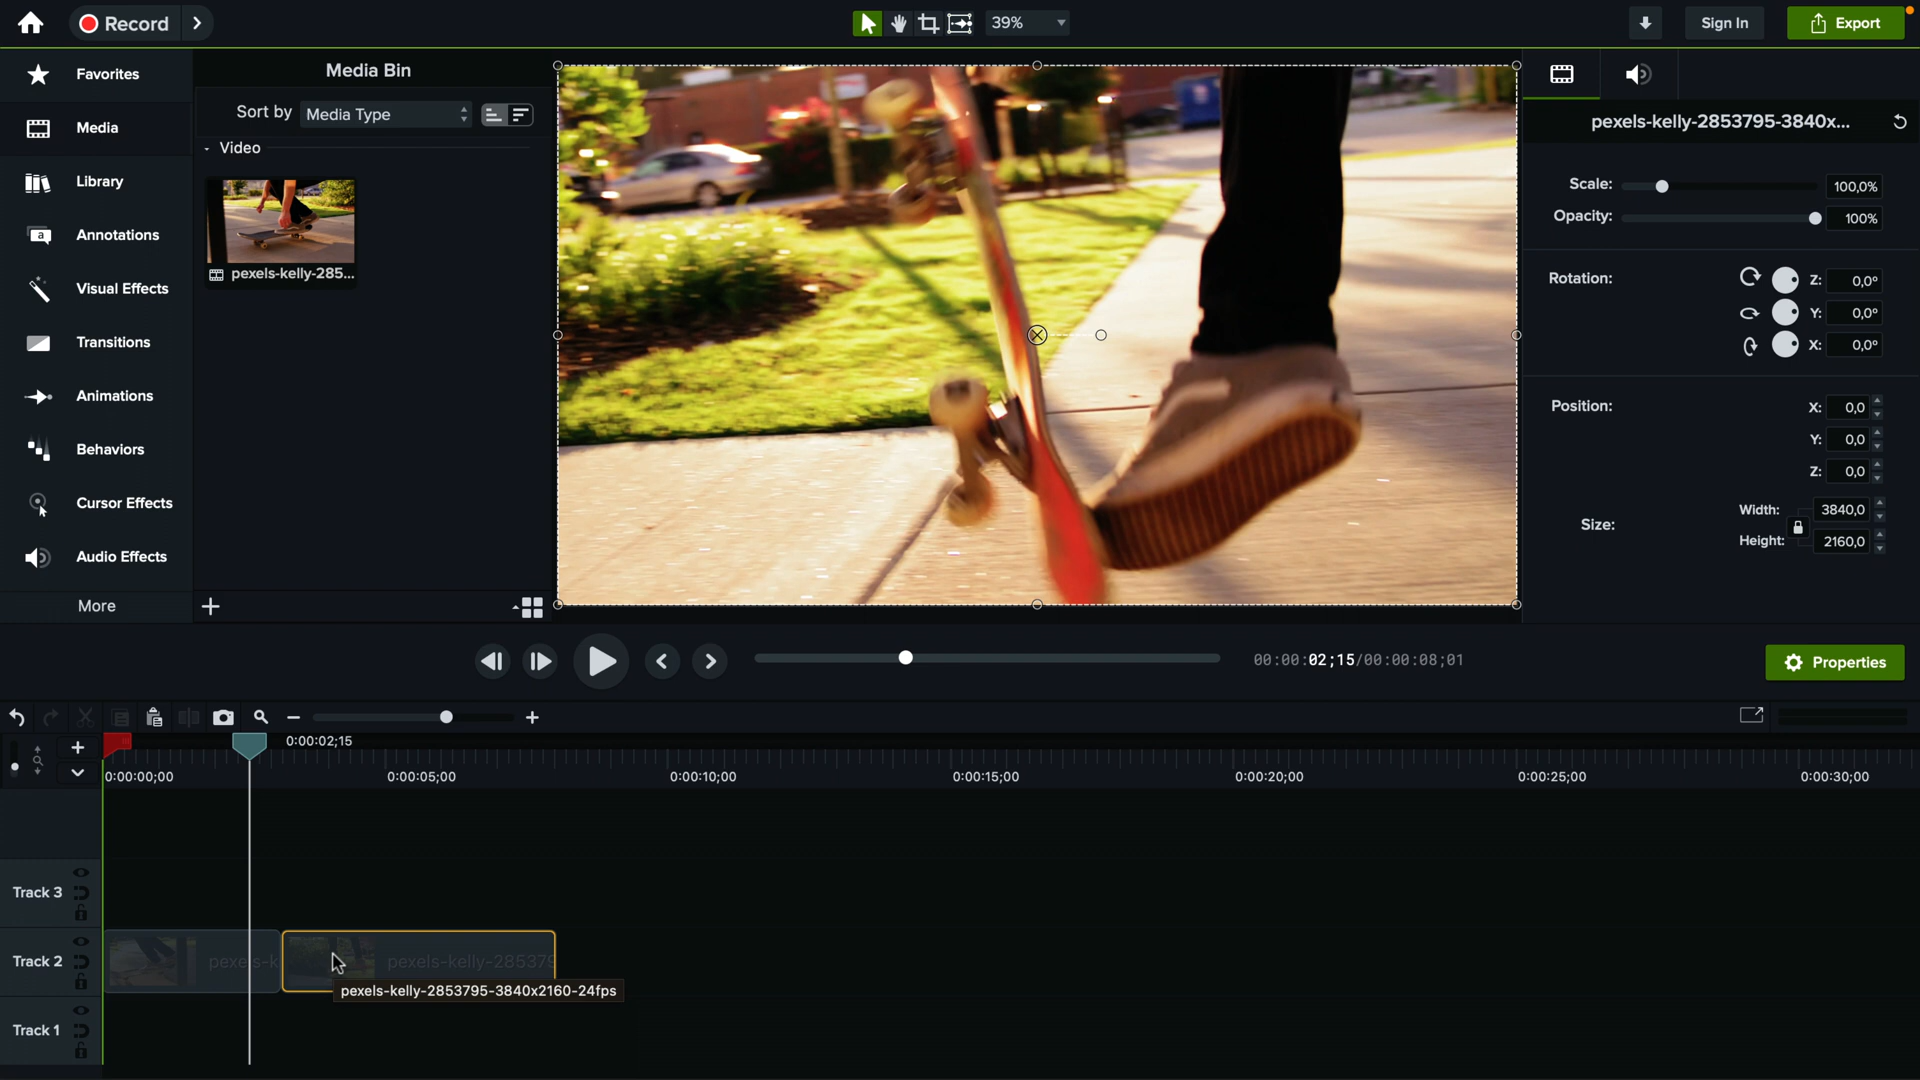 Record
39%
Sign In
Export
Favorites
Media
Library
Annotations
Visual Effects
Transitions
Animations
Behaviors
Cursor Effects
Audio Effects
More
Media Bin
Sort by
Media Type
Video
pexels-kelly-285...
pexels-kelly-2853795-3840x...
Scale:
100,0%
Opacity:
100%
Rotation:
Z: 0,0°
Y: 0,0°
X: 0,0°
Position:
X: 0,0
Y: 0,0
Z: 0,0
Size:
Width: 3840,0
Height: 2160,0
00:00:02;15/00:00:08;01
Properties
0:00:02;15
0:00:00;00
0:00:05;00
0:00:10;00
0:00:15;00
0:00:20;00
0:00:25;00
0:00:30;00
Track 3
Track 2
pexels-k
pexels-kelly-285379
pexels-kelly-2853795-3840x2160-24fps
Track 1